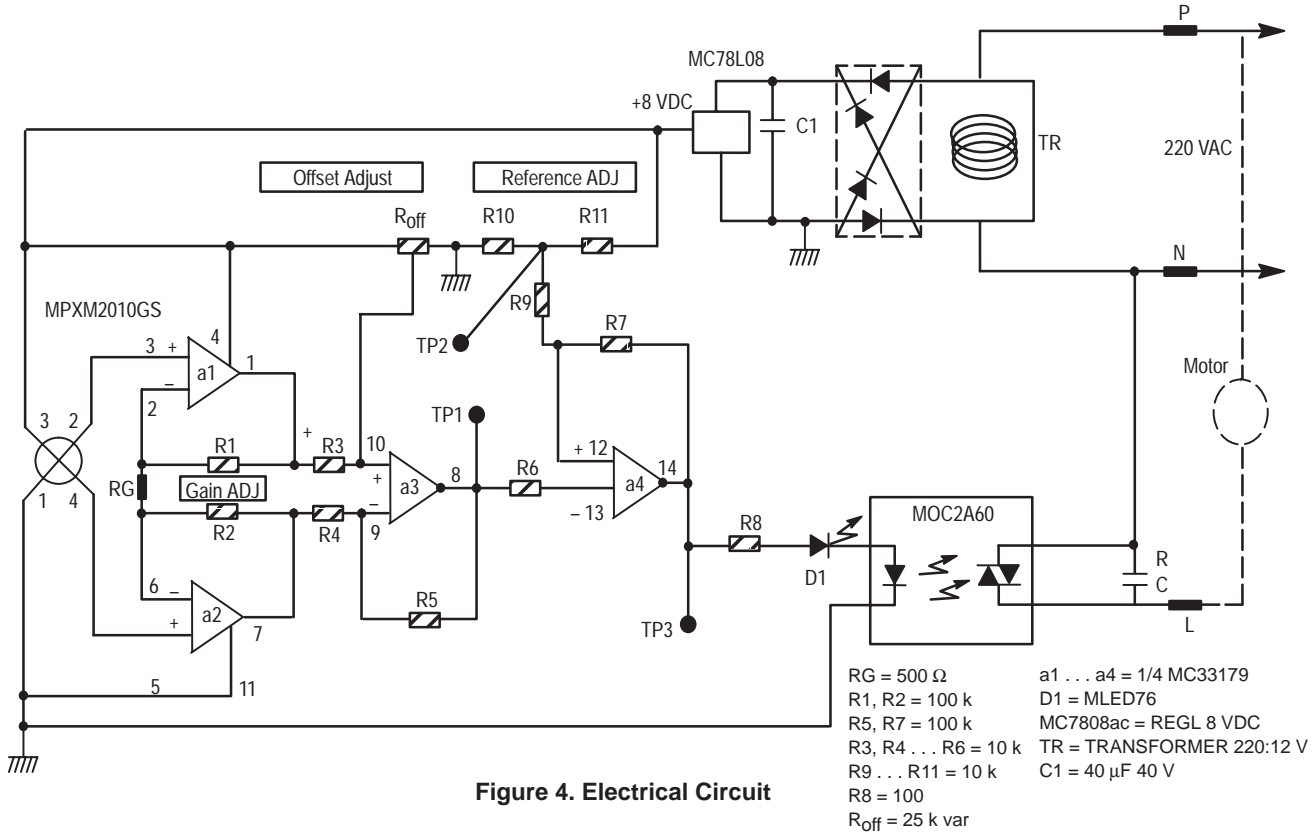 P
MC78L08
+8 VDC
C1
TR
220 VAC
Offset Adjust
Reference ADJ
Roff
R10
R11
N
MPXM2010GS
R9
R7
4
3 +
a1
1
TP2
Motor
–
2
3
2
TP1
R1
+
R3
10
+ 12
14
RG
Gain ADJ
+
a3
8
R6
a4
1
4
–
– 13
MOC2A60
R2
R4
9
R8
R
C
6 –
D1
a2
R5
+
7
TP3
L
5
11
RG = 500 Ω
R1, R2 = 100 k
R5, R7 = 100 k
R3, R4 . . . R6 = 10 k
R9 . . . R11 = 10 k
R8 = 100
Roff = 25 k var
a1 . . . a4 = 1/4 MC33179
D1 = MLED76
MC7808ac = REGL 8 VDC
TR = TRANSFORMER 220:12 V
C1 = 40 μF 40 V
Figure 4. Electrical Circuit